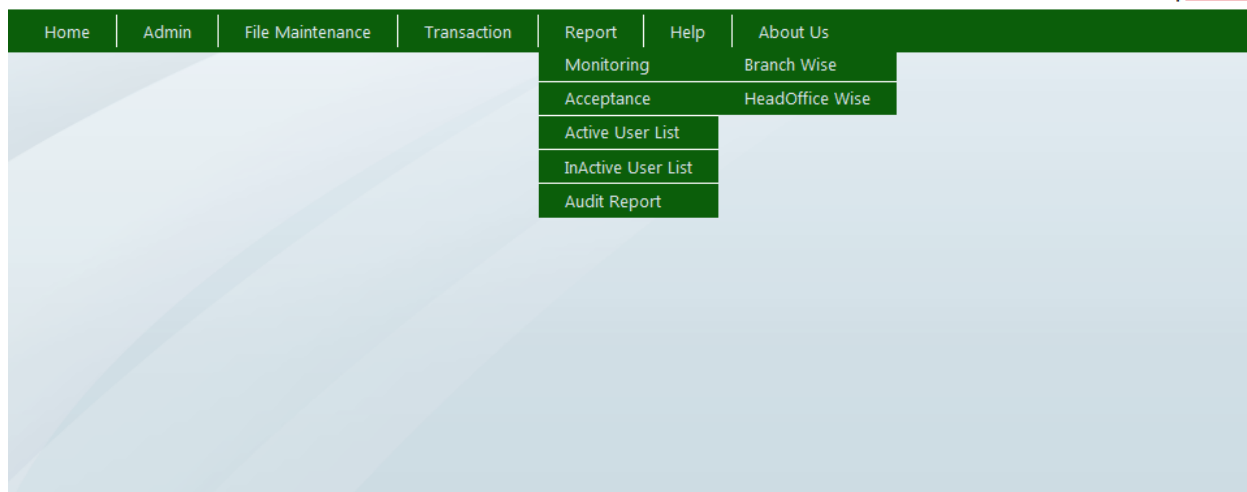 Home Admin File Maintenance Transaction Report Help About Us
Monitoring Branch Wise
Acceptance HeadOffice Wise
Active User List
InActive User List
Audit Report